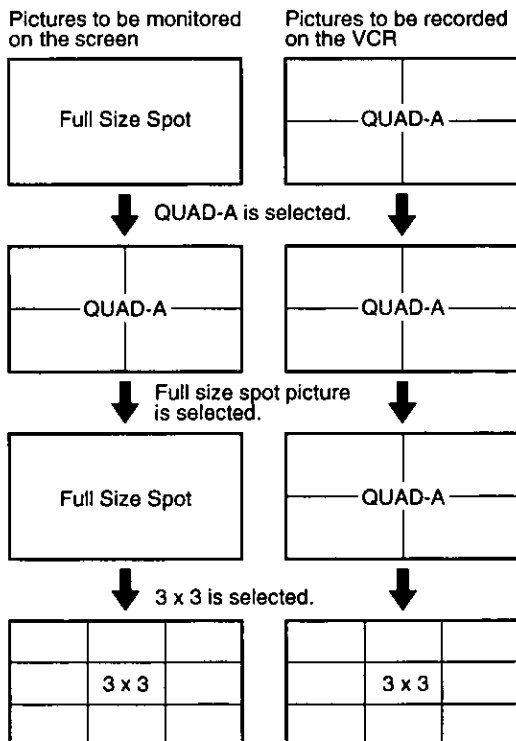 Pictures to be monitored
on the screen
Pictures to be recorded
on the VCR
Full Size Spot
QUAD-A
QUAD-A is selected.
QUAD-A
QUAD-A
Full size spot picture
is selected.
Full Size Spot
QUAD-A
3 x 3 is selected.
3 x 3
3 x 3